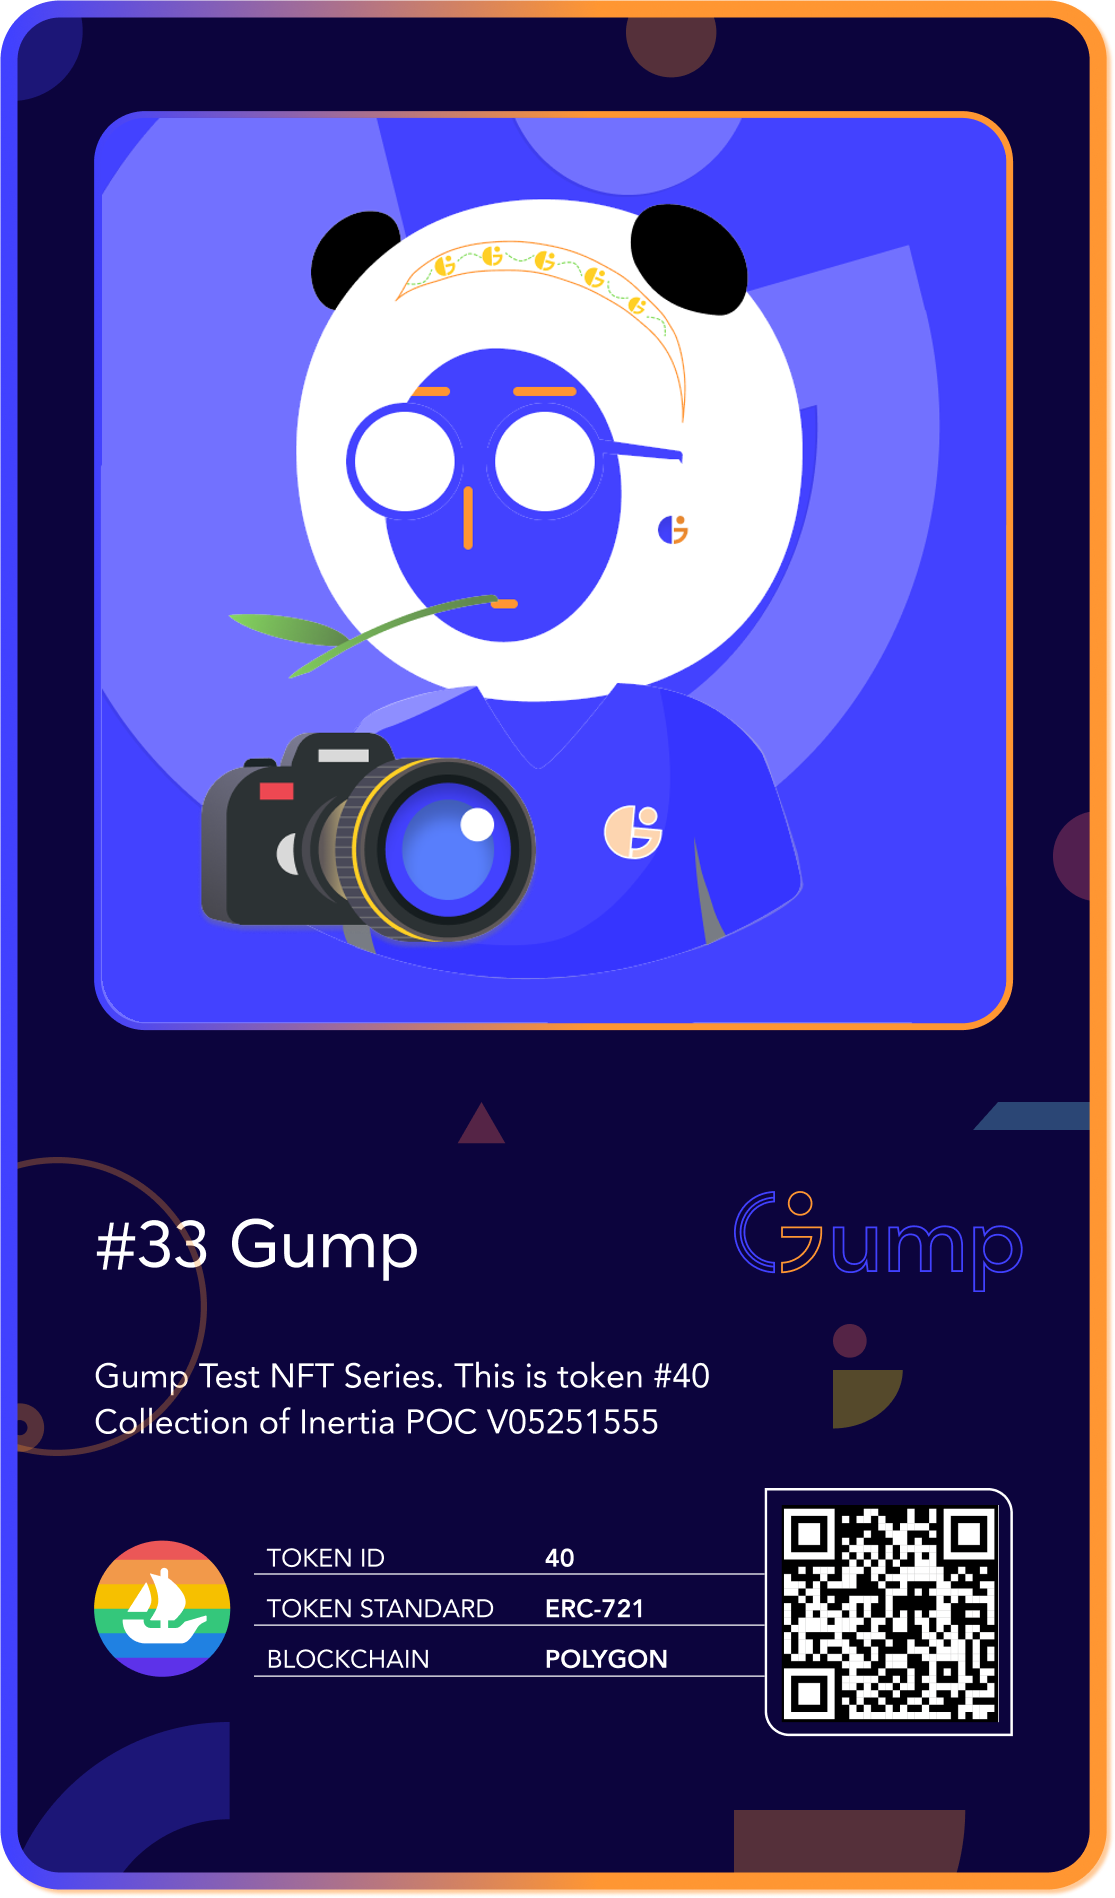 #33 Gump
Gump
Gump Test NFT Series. This is token #40
Collection of Inertia POC V05251555
TOKEN ID 40
TOKEN STANDARD ERC-721
BLOCKCHAIN POLYGON